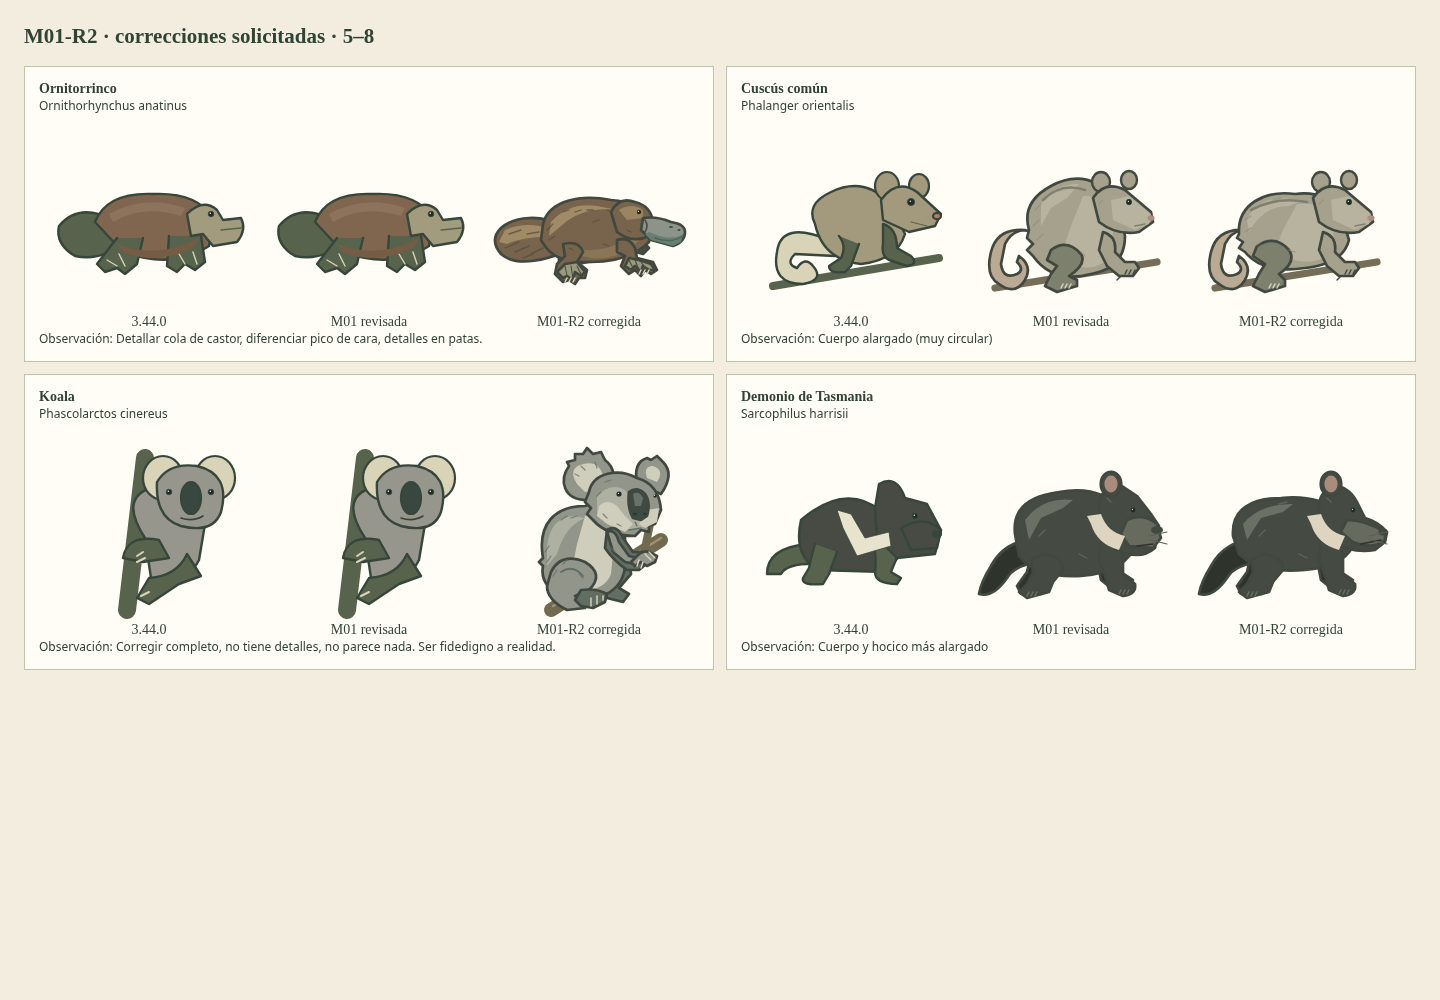 M01-R2 · correcciones solicitadas · 5–8
Ornitorrinco
Ornithorhynchus anatinus
3.44.0
M01 revisada
M01-R2 corregida
Observación: Detallar cola de castor, diferenciar pico de cara, detalles en patas.
Cuscús común
Phalanger orientalis
3.44.0
M01 revisada
M01-R2 corregida
Observación: Cuerpo alargado (muy circular)
Koala
Phascolarctos cinereus
3.44.0
M01 revisada
M01-R2 corregida
Observación: Corregir completo, no tiene detalles, no parece nada. Ser fidedigno a realidad.
Demonio de Tasmania
Sarcophilus harrisii
3.44.0
M01 revisada
M01-R2 corregida
Observación: Cuerpo y hocico más alargado